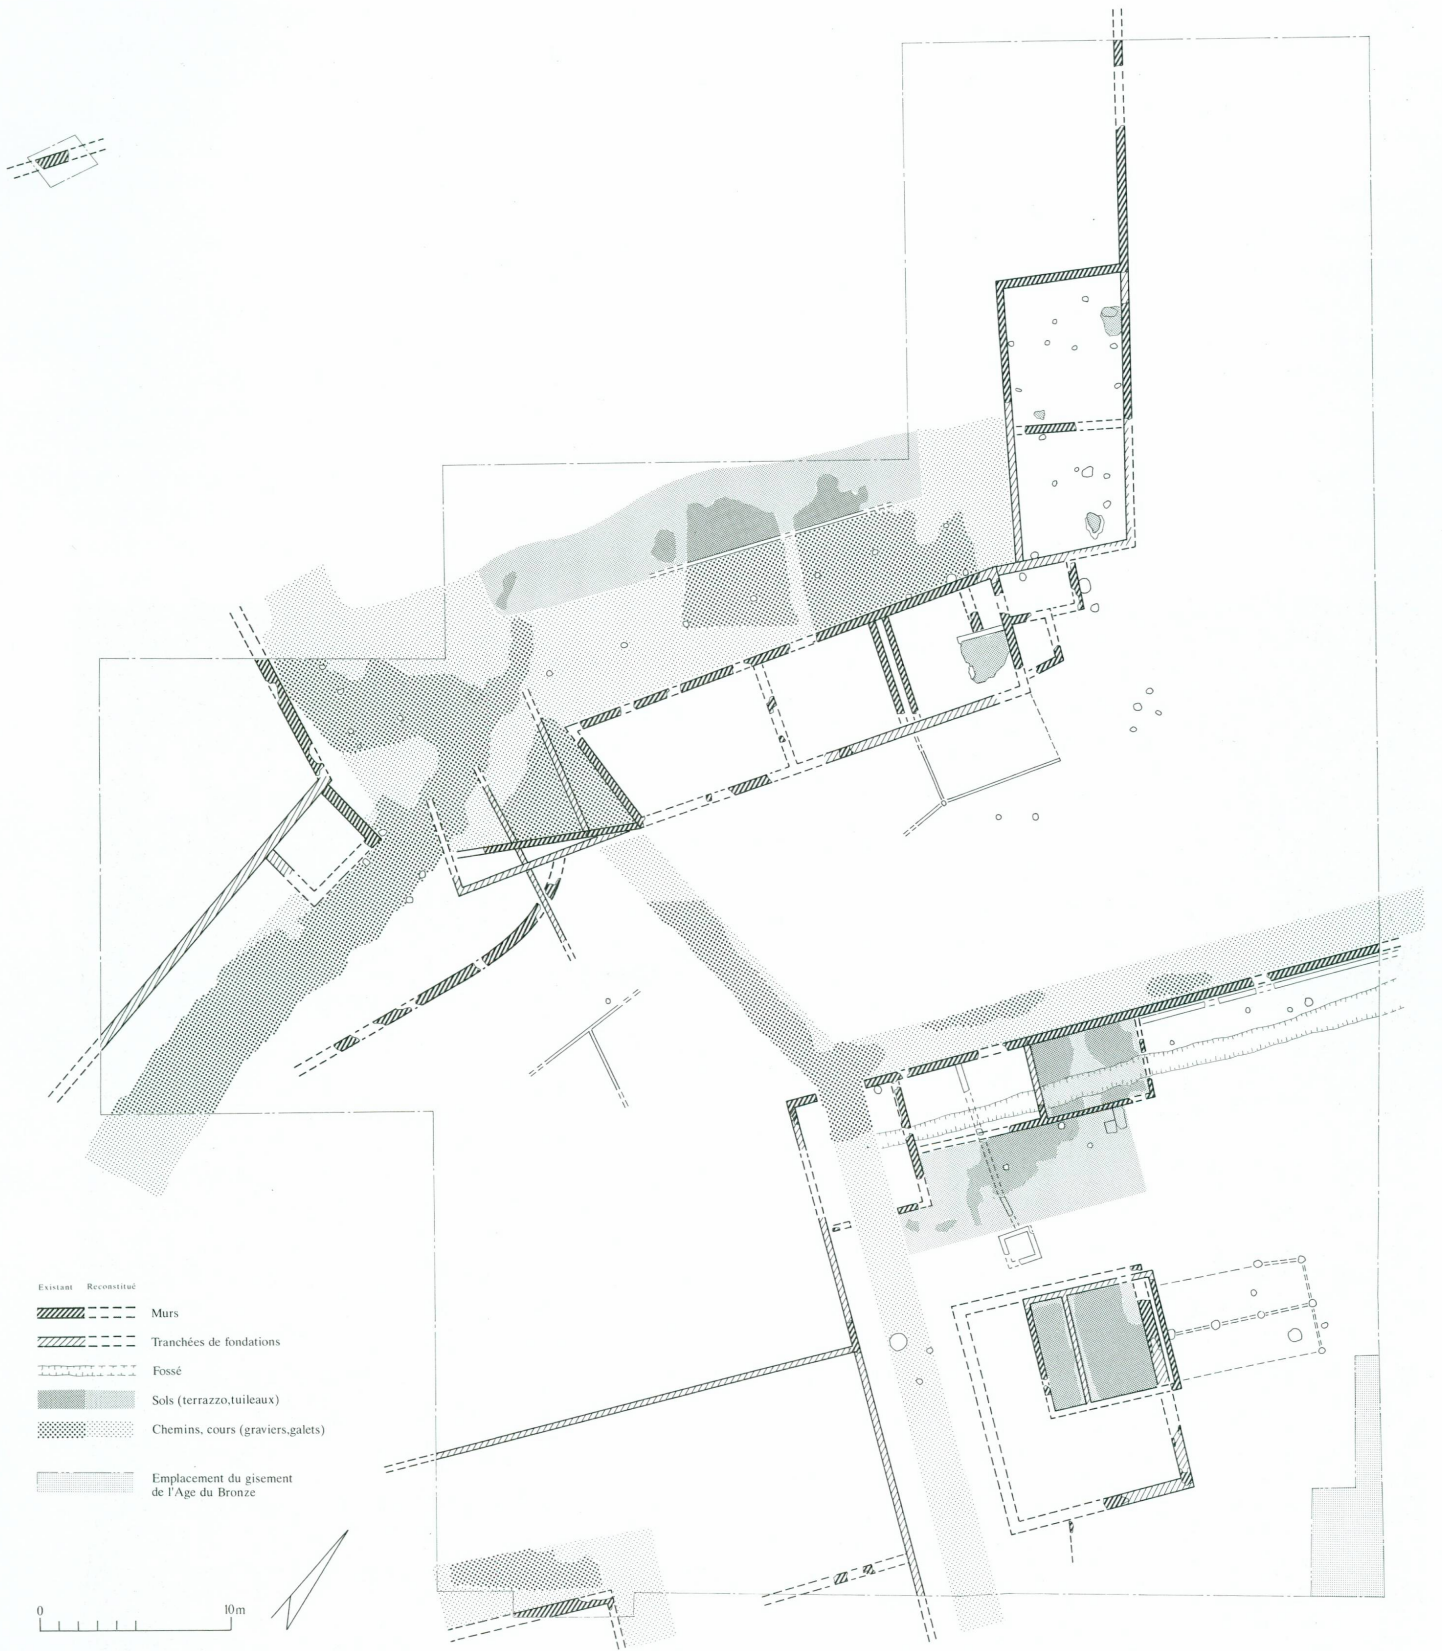 Existant Reconstitué
Murs
Tranchées de fondations
Fossé
Sols (terrazzo,tuileaux)
Chemins, cours (graviers,galets)
Emplacement du gisement
de l'Age du Bronze
0 10m